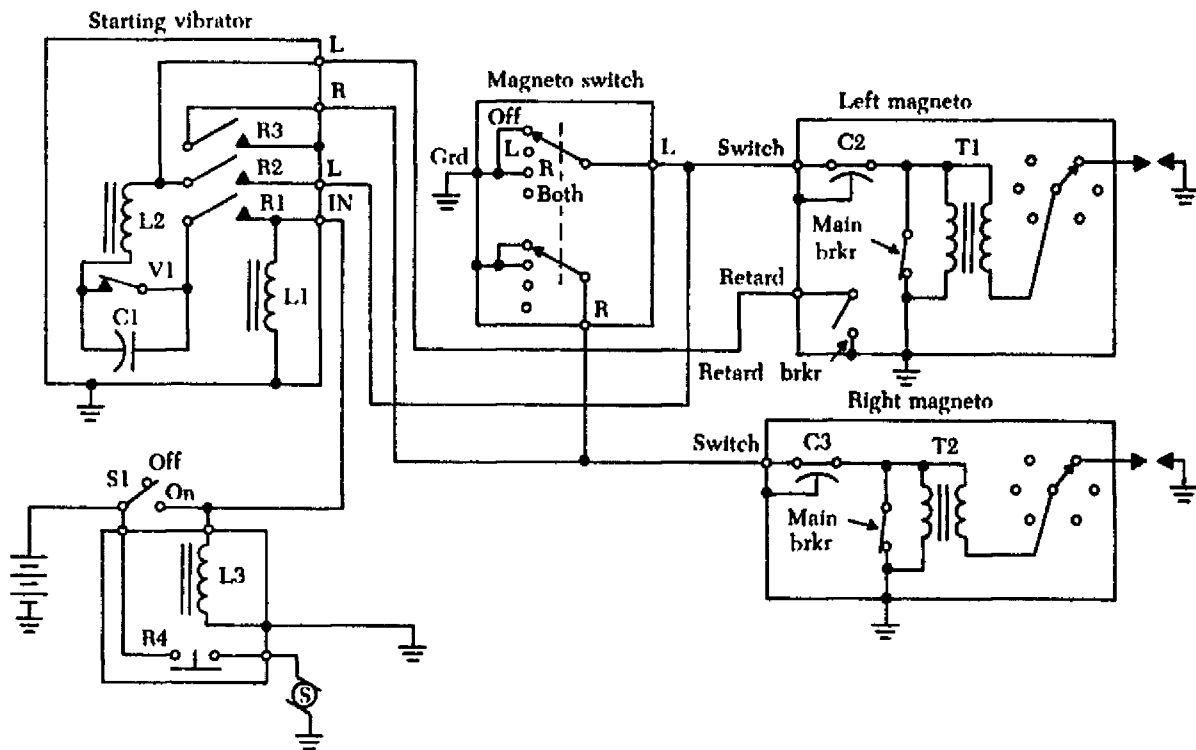 Starting vibrator
L
R
R3
R2
L
R1
IN
L2
V1
L1
C1
Magneto switch
Off
L
R
Both
Grd
L
R
Left magneto
Switch
C2
T1
Main
brkr
Retard
Retard brkr
Right magneto
Switch
C3
T2
Main
brkr
Off
S1
On
L3
R4
S